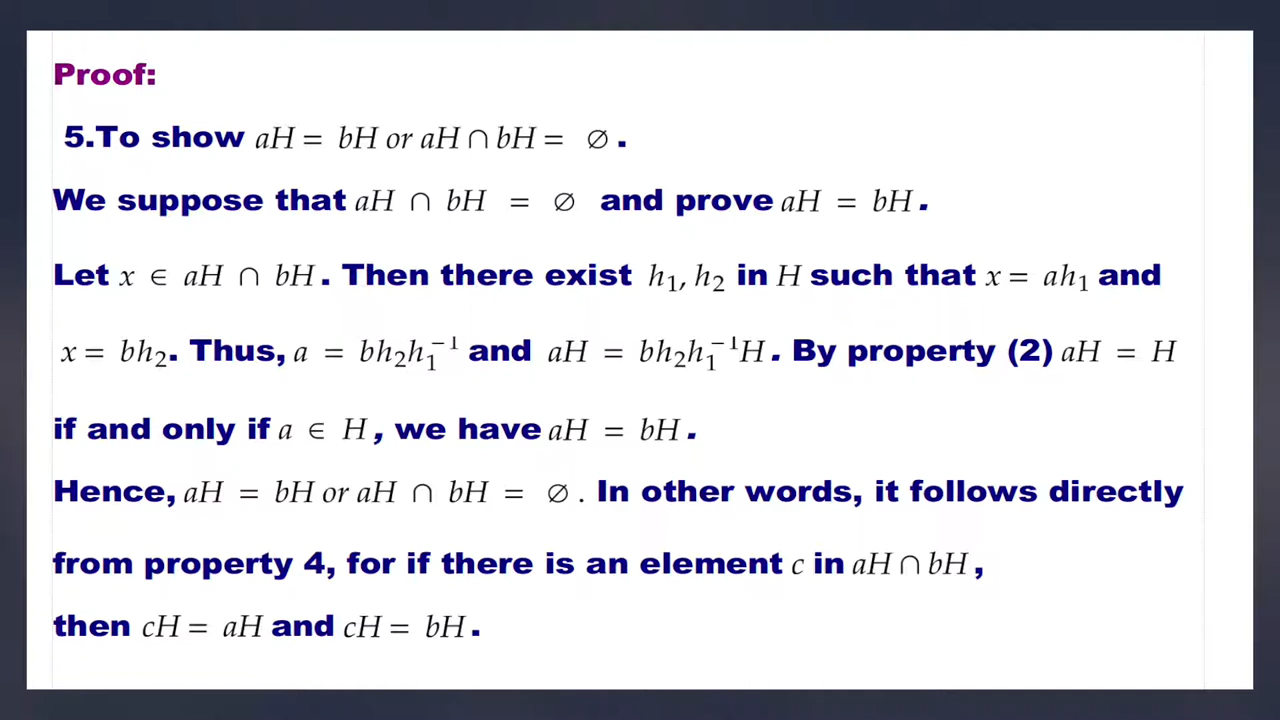 Proof:
5.To show aH = bH or aH ∩ bH = ∅ .
We suppose that aH ∩ bH = ∅ and prove aH = bH .
Let x ∈ aH ∩ bH . Then there exist h₁, h₂ in H such that x = ah₁ and
x = bh₂. Thus, a = bh₂h₁⁻¹ and aH = bh₂h₁⁻¹H . By property (2) aH = H
if and only if a ∈ H , we have aH = bH .
Hence, aH = bH or aH ∩ bH = ∅ . In other words, it follows directly
from property 4, for if there is an element c in aH ∩ bH ,
then cH = aH and cH = bH .